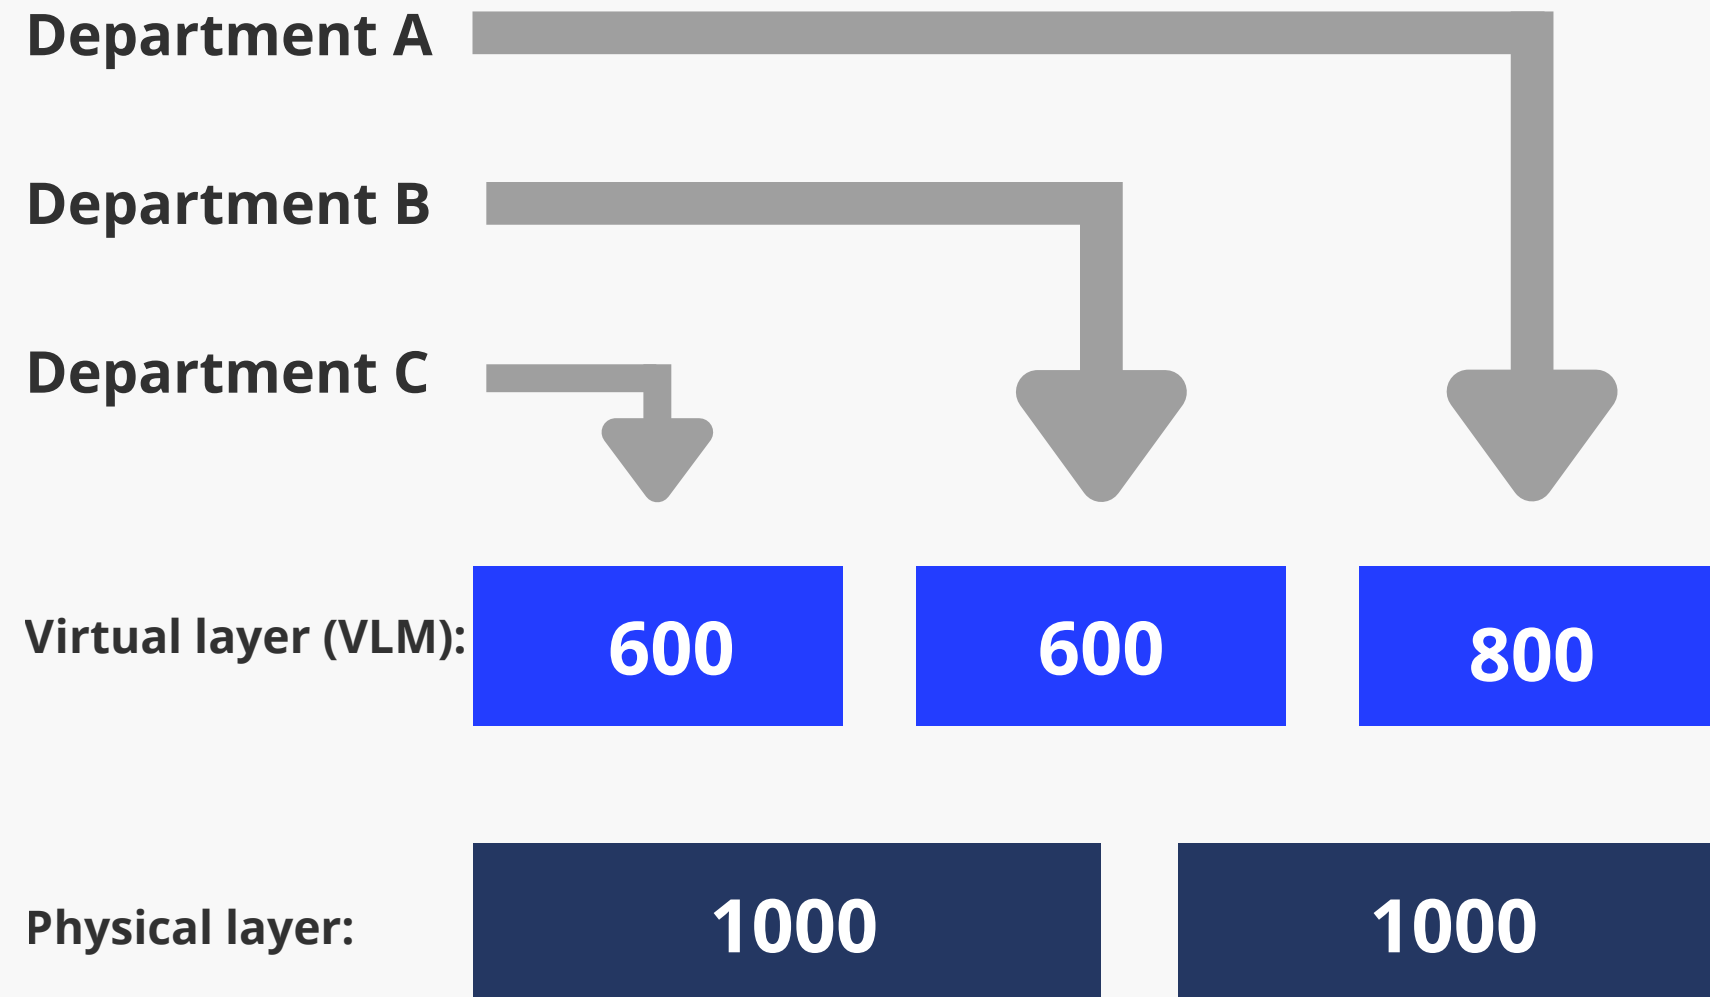 Department A
Department B
Department C
Virtual layer (VLM):
600
600
800
Physical layer:
1000
1000